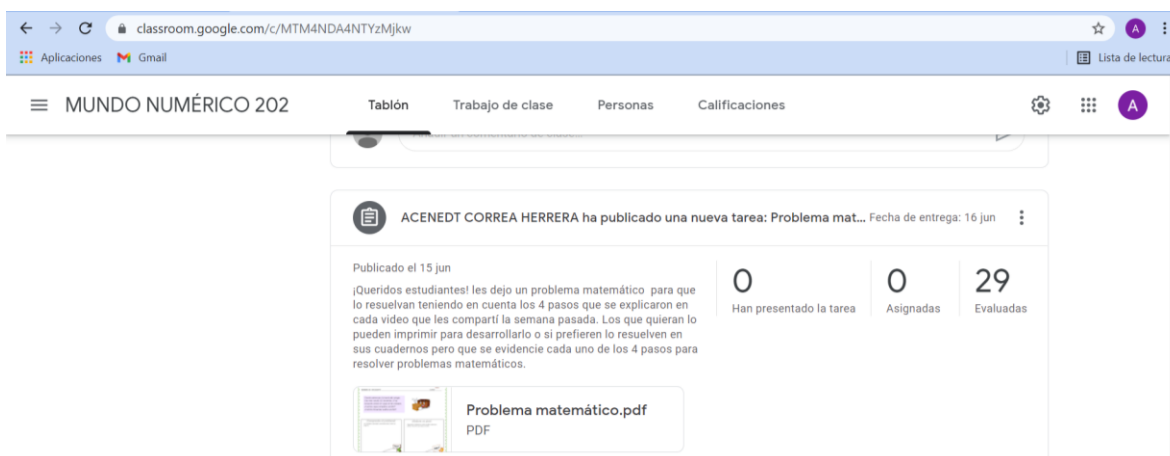 classroom.google.com/c/MTM4NDA4NTYzMjkw
A
Aplicaciones
Gmail
Lista de lectura
MUNDO NUMÉRICO 202
Tablón
Trabajo de clase
Personas
Calificaciones
A
ACENEDT CORREA HERRERA ha publicado una nueva tarea: Problema mat... Fecha de entrega: 16 jun
Publicado el 15 jun
¡Queridos estudiantes! les dejo un problema matemático para que
lo resuelvan teniendo en cuenta los 4 pasos que se explicaron en
cada video que les compartí la semana pasada. Los que quieran lo
pueden imprimir para desarrollarlo o si prefieren lo resuelven en
sus cuadernos pero que se evidencie cada uno de los 4 pasos para
resolver problemas matemáticos.
0
Han presentado la tarea
0
Asignadas
29
Evaluadas
Problema matemático.pdf
PDF